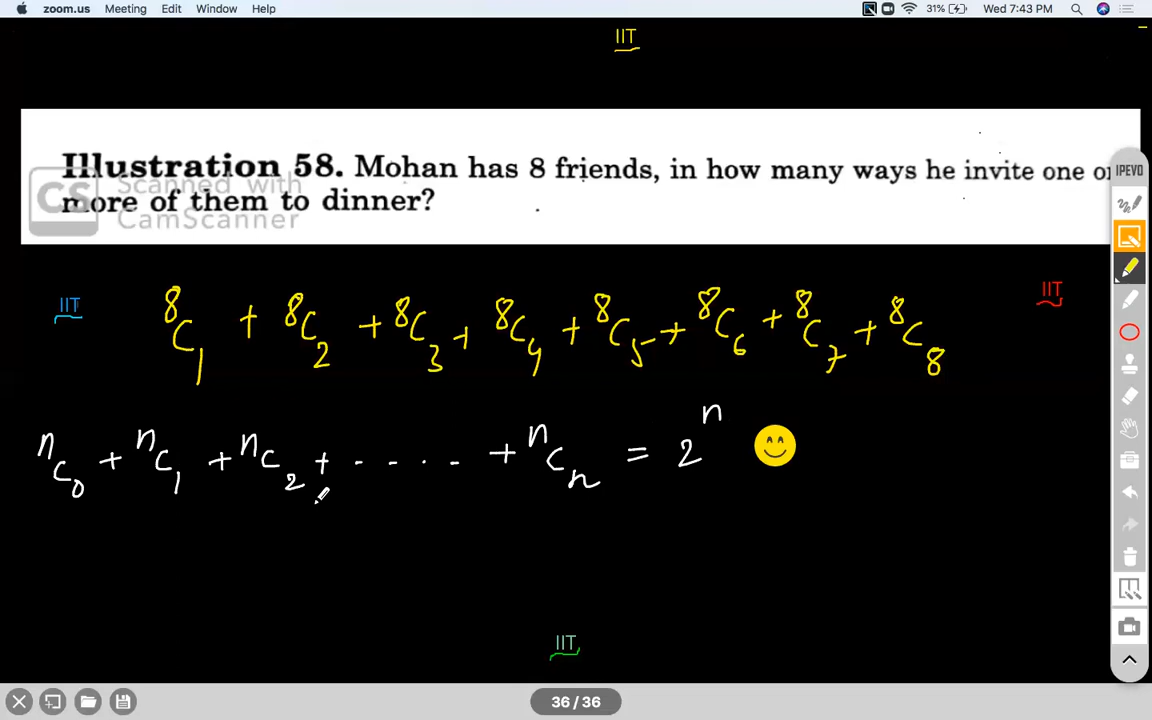 zoom.us Meeting Edit Window Help 31% Wed 7:43 PM
IIT
Illustration 58. Mohan has 8 friends, in how many ways he invite one or
more of them to dinner?
CS Scanned with
CamScanner
IPEVO
IIT
IIT
⁸C₁ + ⁸C₂ + ⁸C₃ + ⁸C₄ + ⁸C₅ + ⁸C₆ + ⁸C₇ + ⁸C₈
ⁿC₀ + ⁿC₁ + ⁿC₂ + - - - - - + ⁿCₙ = 2ⁿ
IIT
36 / 36